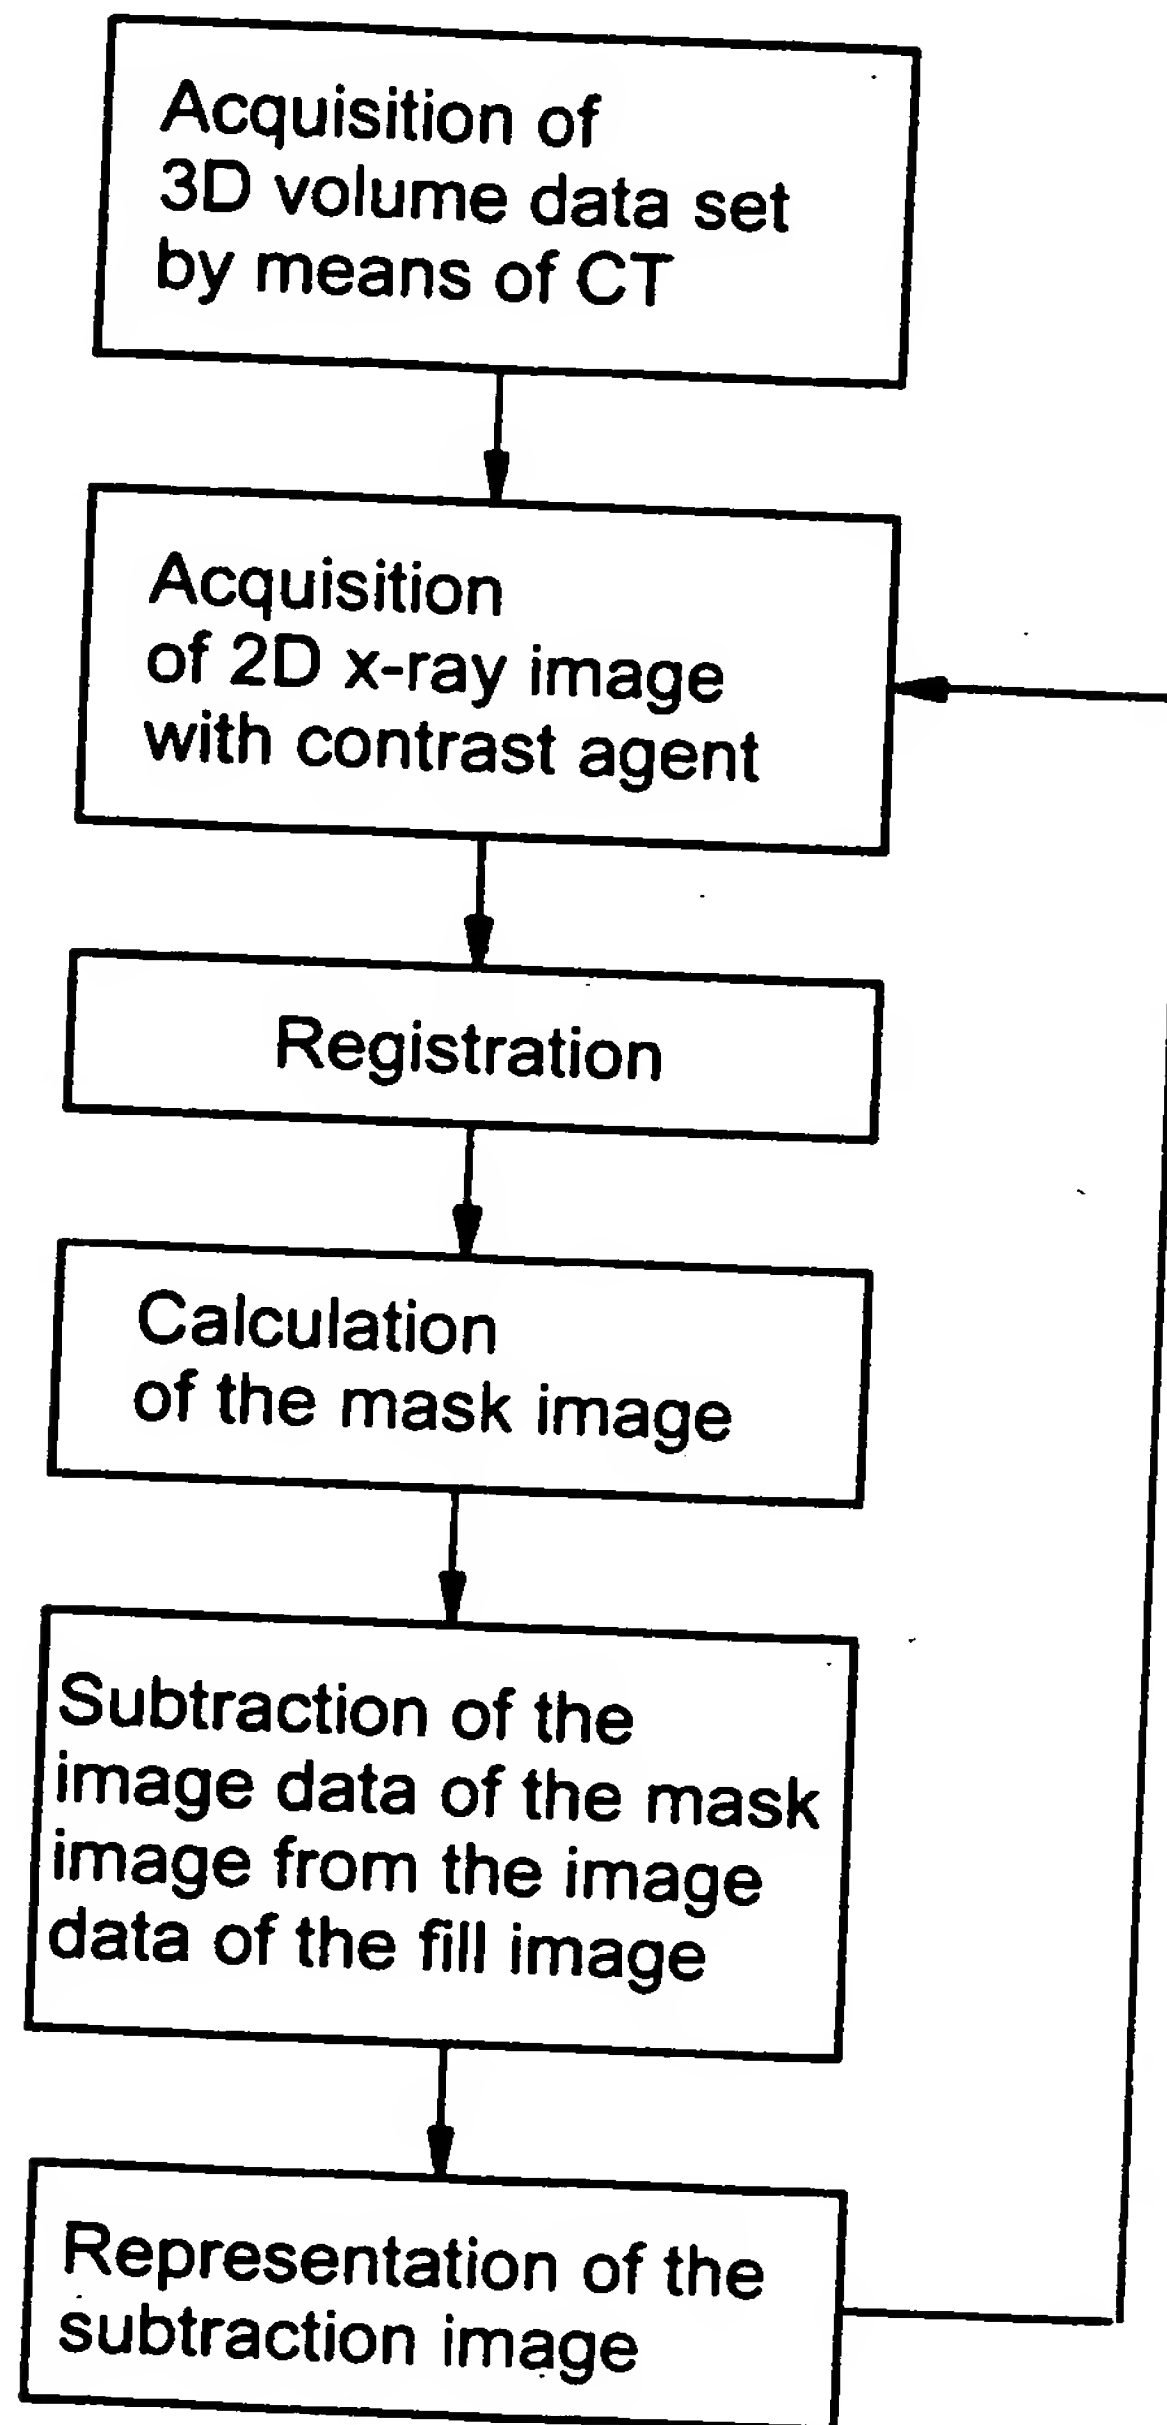 Acquisition of
3D volume data set
by means of CT
Acquisition
of 2D x-ray image
with contrast agent
Registration
Calculation
of the mask image
Subtraction of the
image data of the mask
image from the image
data of the fill image
Representation of the
subtraction image